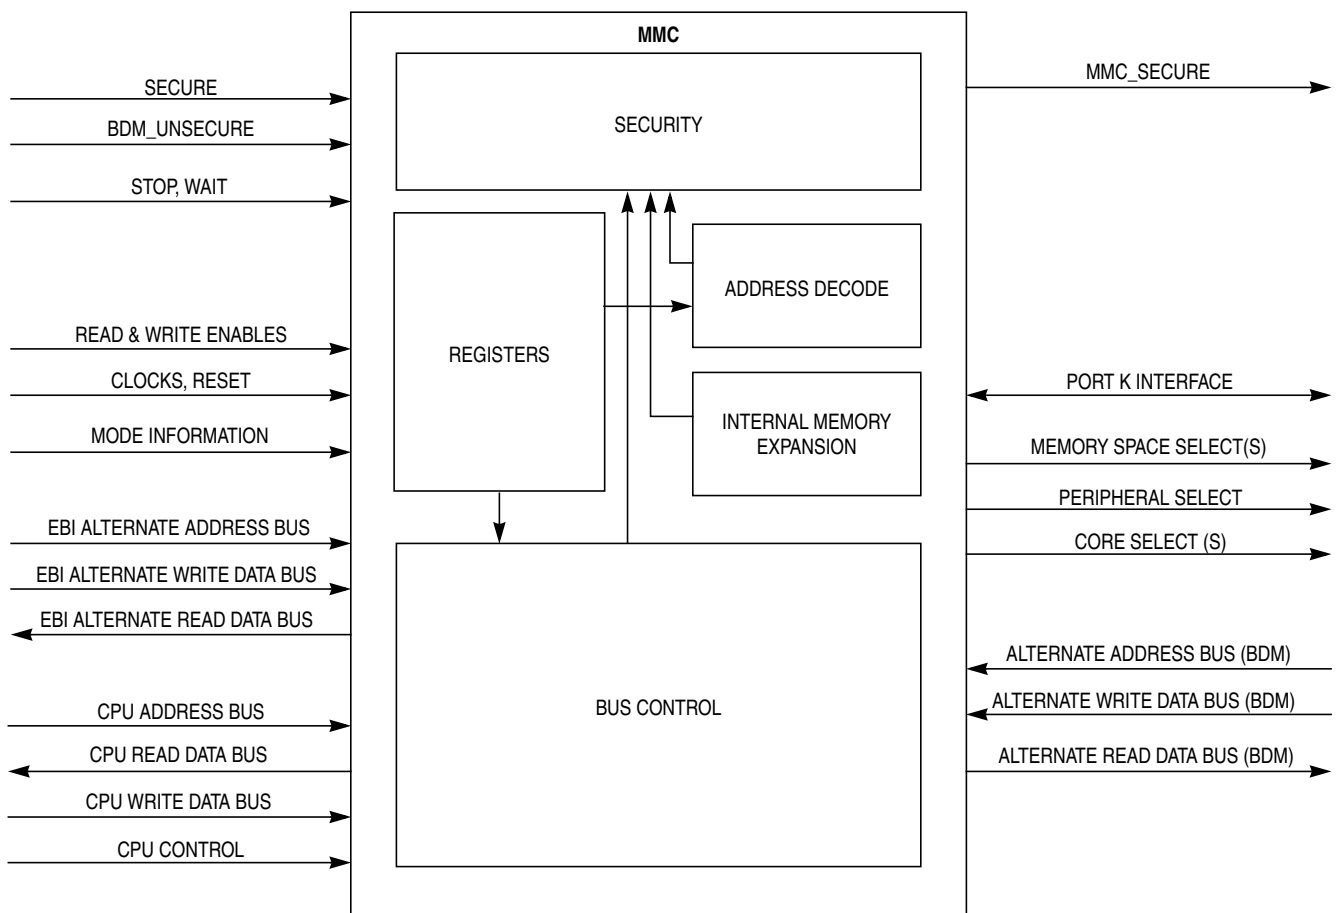 MMC
SECURE
BDM_UNSECURE
STOP, WAIT
READ & WRITE ENABLES
CLOCKS, RESET
MODE INFORMATION
EBI ALTERNATE ADDRESS BUS
EBI ALTERNATE WRITE DATA BUS
EBI ALTERNATE READ DATA BUS
CPU ADDRESS BUS
CPU READ DATA BUS
CPU WRITE DATA BUS
CPU CONTROL
SECURITY
REGISTERS
ADDRESS DECODE
INTERNAL MEMORY
EXPANSION
BUS CONTROL
MMC_SECURE
PORT K INTERFACE
MEMORY SPACE SELECT(S)
PERIPHERAL SELECT
CORE SELECT (S)
ALTERNATE ADDRESS BUS (BDM)
ALTERNATE WRITE DATA BUS (BDM)
ALTERNATE READ DATA BUS (BDM)